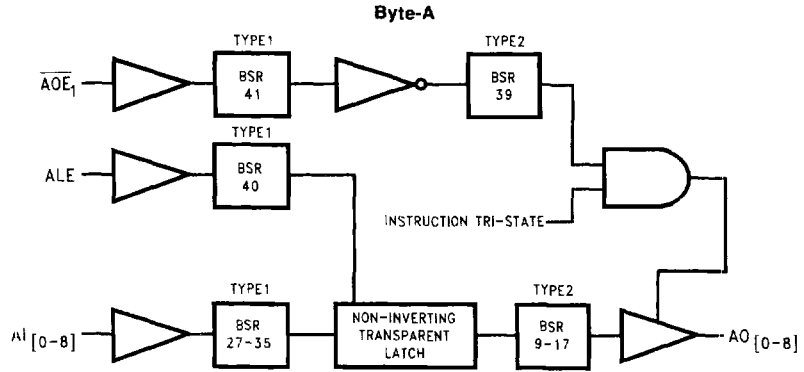 Byte-A
TYPE1
TYPE2
A̅O̅E̅₁
BSR
41
BSR
39
TYPE1
ALE
BSR
40
INSTRUCTION TRI-STATE
TYPE1
TYPE2
AI[0-8]
BSR
27-35
NON-INVERTING
TRANSPARENT
LATCH
BSR
9-17
AO[0-8]